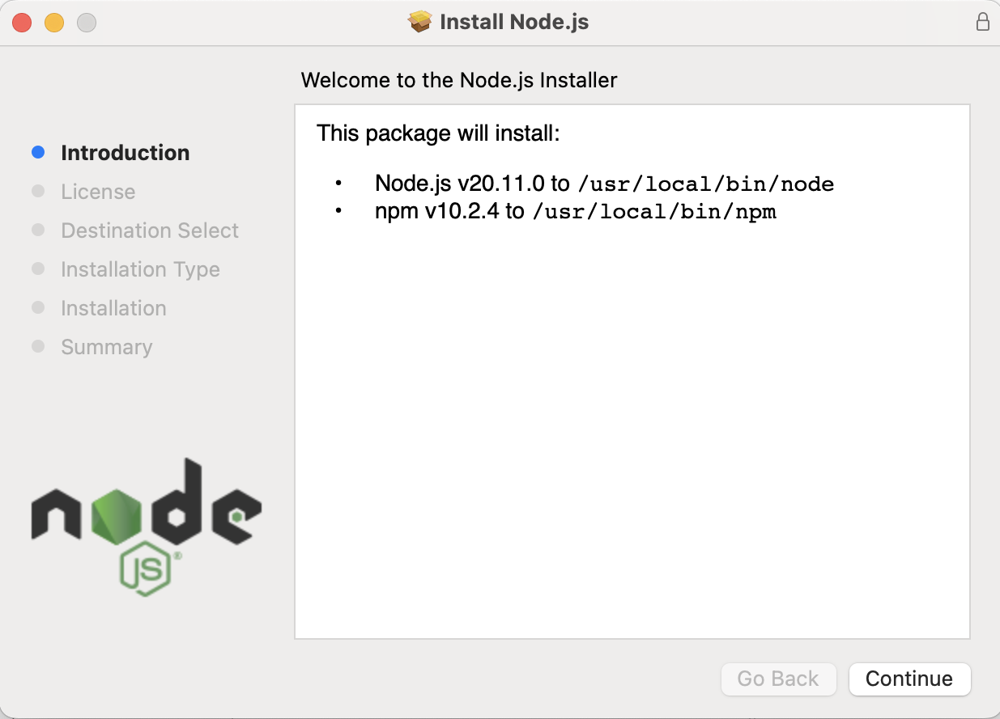 Install Node.js
Welcome to the Node.js Installer
Introduction
License
Destination Select
Installation Type
Installation
Summary
This package will install:
• Node.js v20.11.0 to /usr/local/bin/node
• npm v10.2.4 to /usr/local/bin/npm
node
JS®
Go Back
Continue